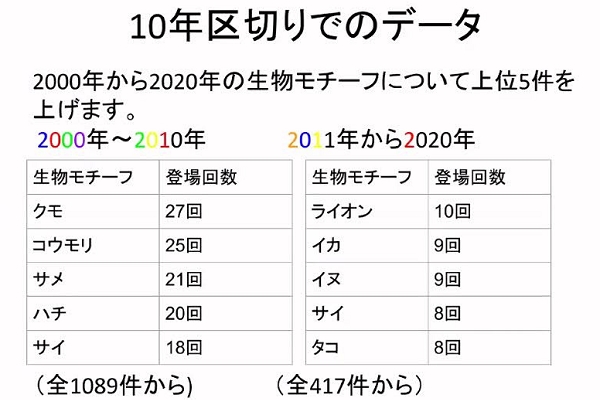 10年区切りでのデータ
2000年から2020年の生物モチーフについて上位5件を
上げます。
2000年～2010年 2011年から2020年
生物モチーフ 登場回数 生物モチーフ 登場回数
クモ 27回 ライオン 10回
コウモリ 25回 イカ 9回
サメ 21回 イヌ 9回
ハチ 20回 サイ 8回
サイ 18回 タコ 8回
（全1089件から) （全417件から）